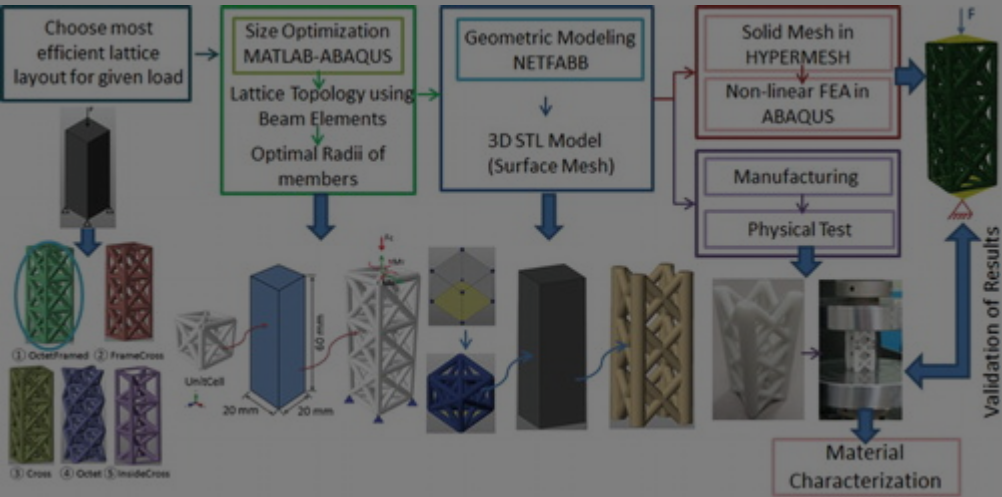 Choose most
efficient lattice
layout for given load
Size Optimization
MATLAB-ABAQUS
Lattice Topology using
Beam Elements
Optimal Radii of
members
Geometric Modeling
NETFABB
3D STL Model
(Surface Mesh)
Solid Mesh in
HYPERMESH
Non-linear FEA in
ABAQUS
Manufacturing
Physical Test
F
Validation of Results
① OctetFramed
② FrameCross
③ Cross
④ Octet
⑤ InsideCross
UnitCell
20 mm
20 mm
60 mm
Material
Characterization